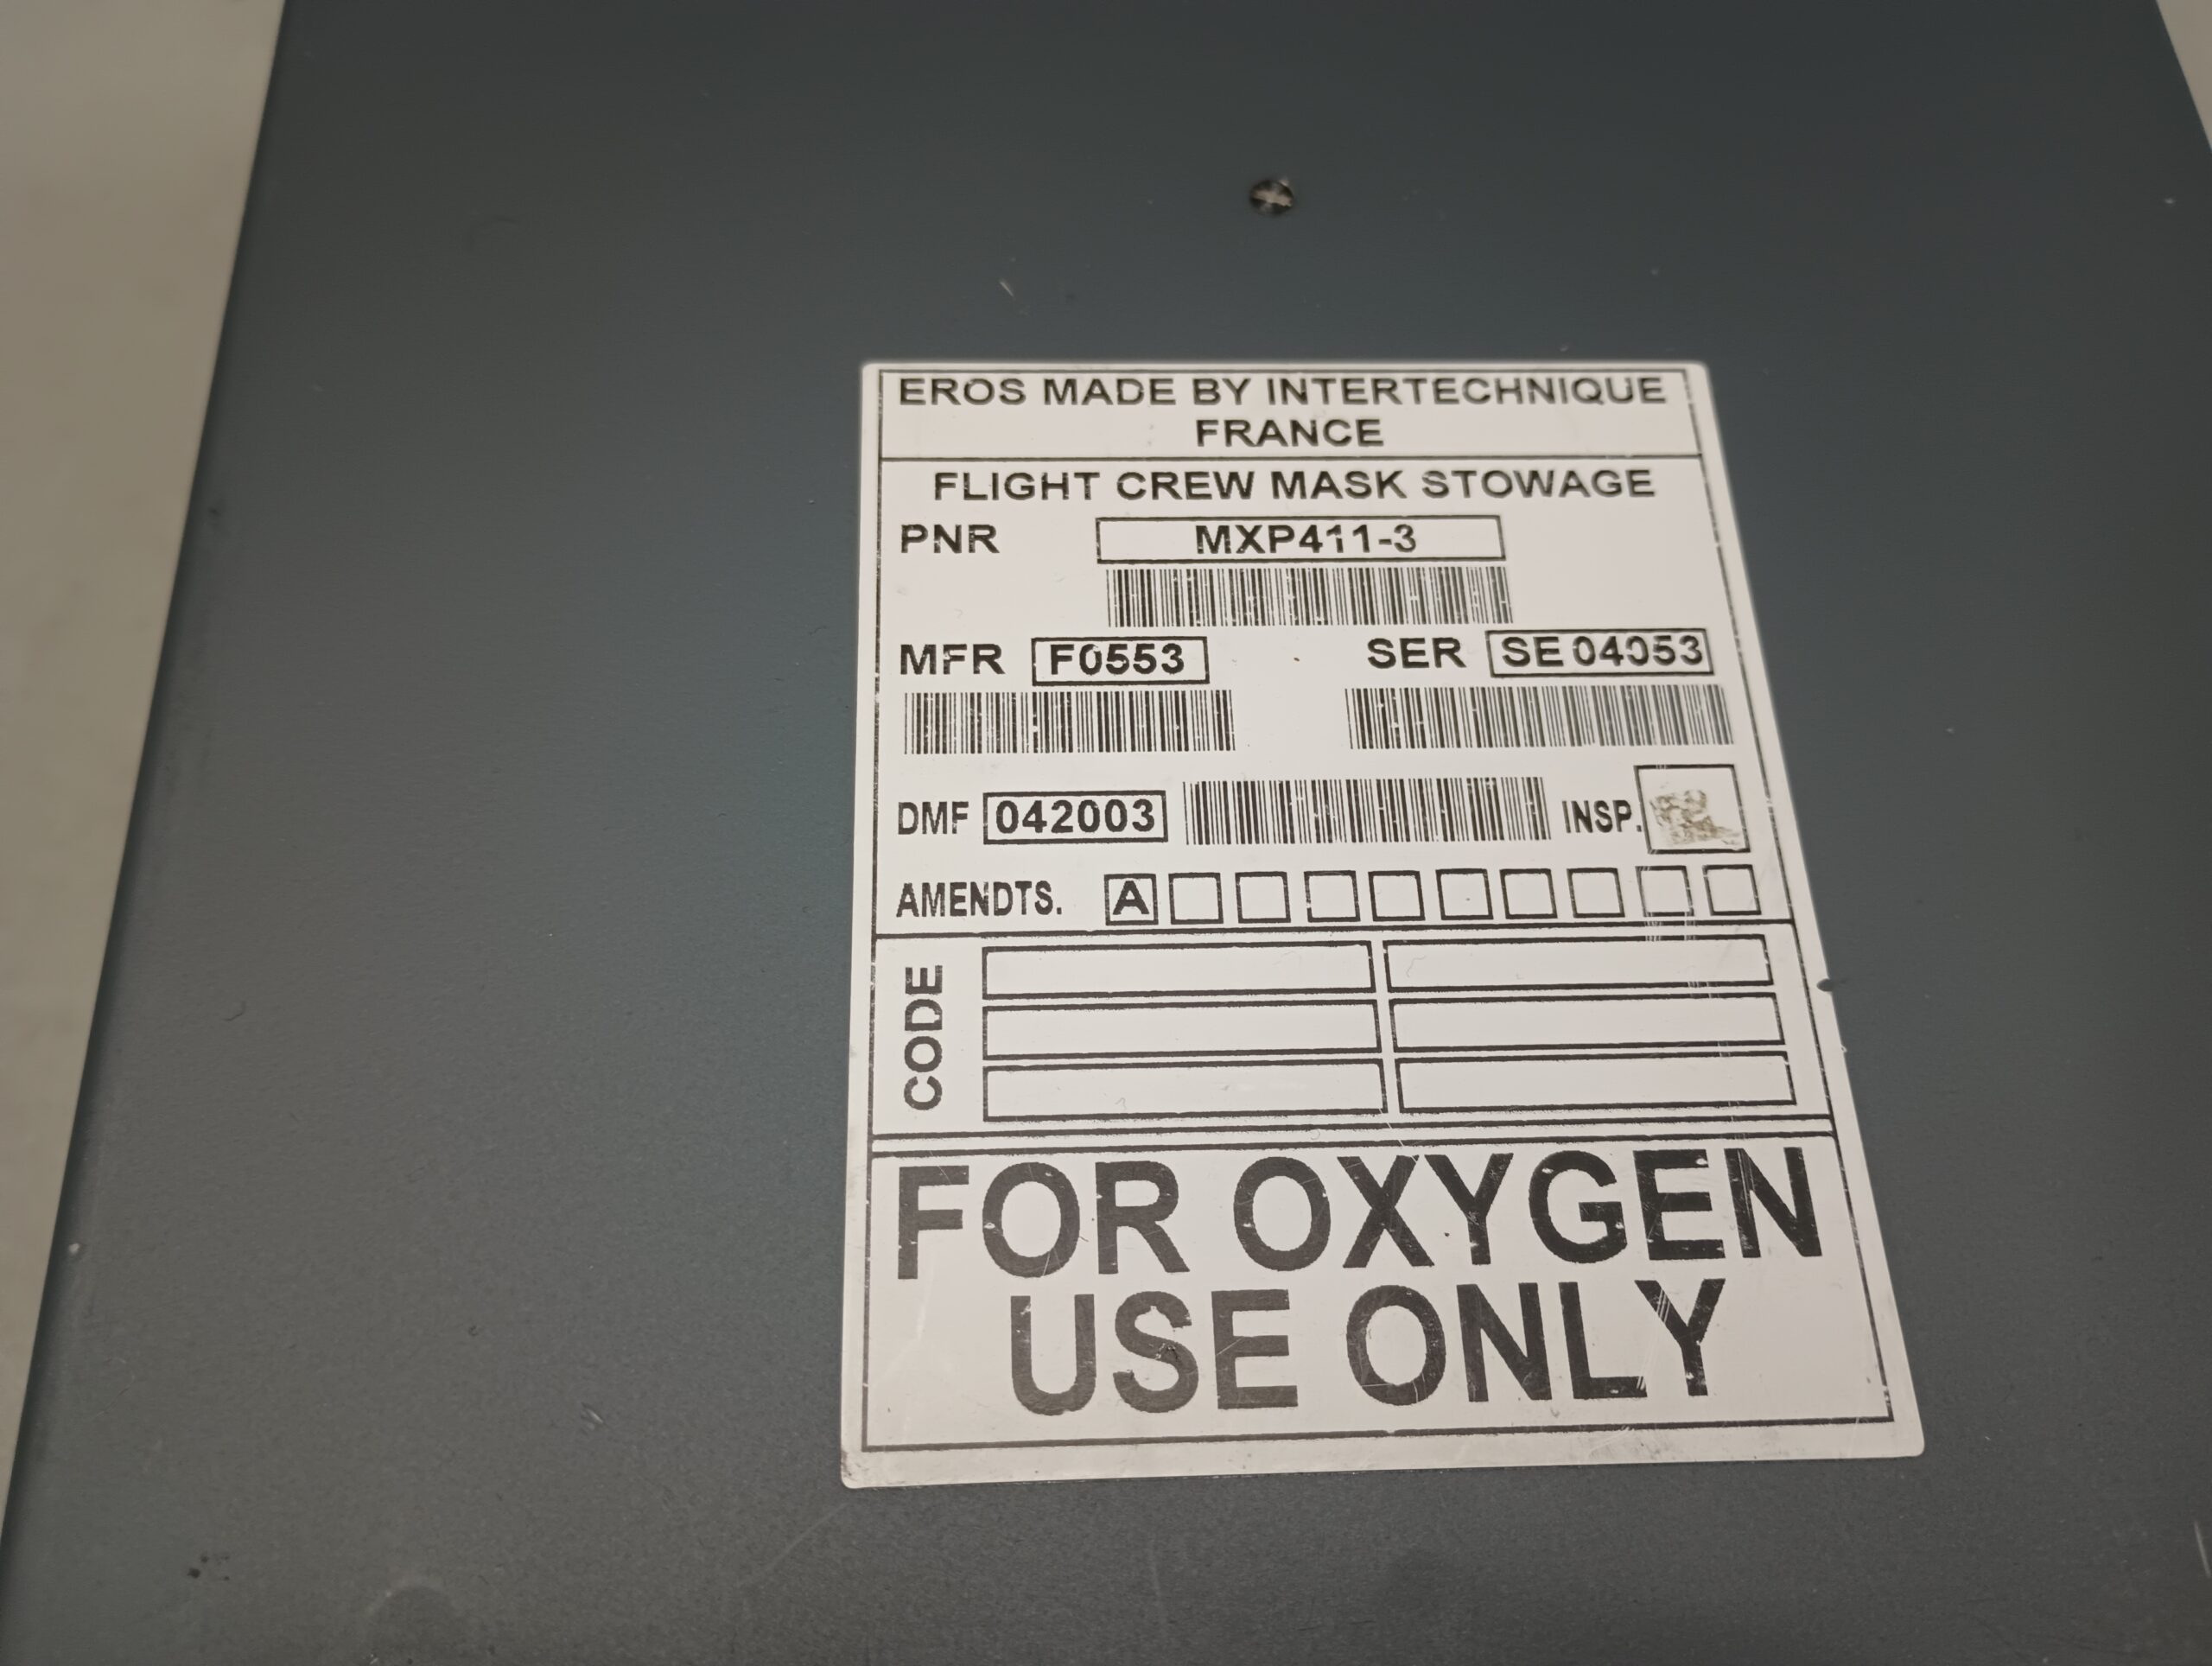 EROS MADE BY INTERTECHNIQUE
FRANCE
FLIGHT CREW MASK STOWAGE
PNR MXP411-3
MFR F0553 SER SE 04053
DMF 042003 INSP.
AMENDTS. A
CODE
FOR OXYGEN
USE ONLY